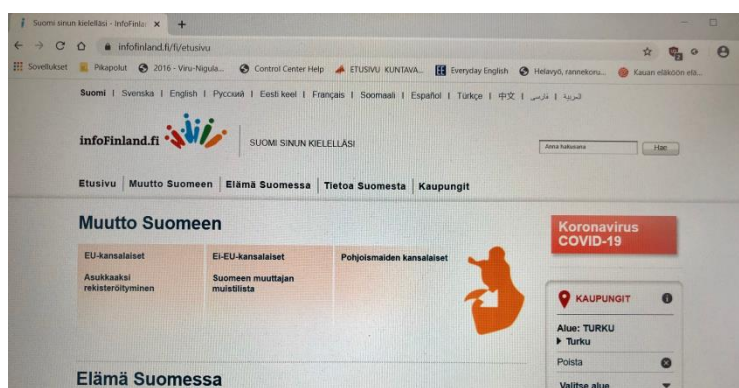 Suomi sinun kielelläsi - InfoFinla
infofinland.fi/fi/etusivu
Sovellukset Pikapolut 2016 - Viru-Nigula... Control Center Help ETUSIVU KUNTAVA... Everyday English Helavyö, rannekoru... Kauan eläköön elä...
Suomi | Svenska | English | Русский | Eesti keel | Français | Soomaali | Español | Türkçe | 中文 | فارسی | العربية
infoFinland.fi SUOMI SINUN KIELELLÄSI
Anna hakusana Hae
Etusivu Muutto Suomeen Elämä Suomessa Tietoa Suomesta Kaupungit
Muutto Suomeen
EU-kansalaiset Ei-EU-kansalaiset Pohjoismaiden kansalaiset
Asukkaaksi rekisteröityminen
Suomeen muuttajan muistilista
Koronavirus
COVID-19
KAUPUNGIT
Alue: TURKU
Turku
Poista
Valitse alue
Elämä Suomessa